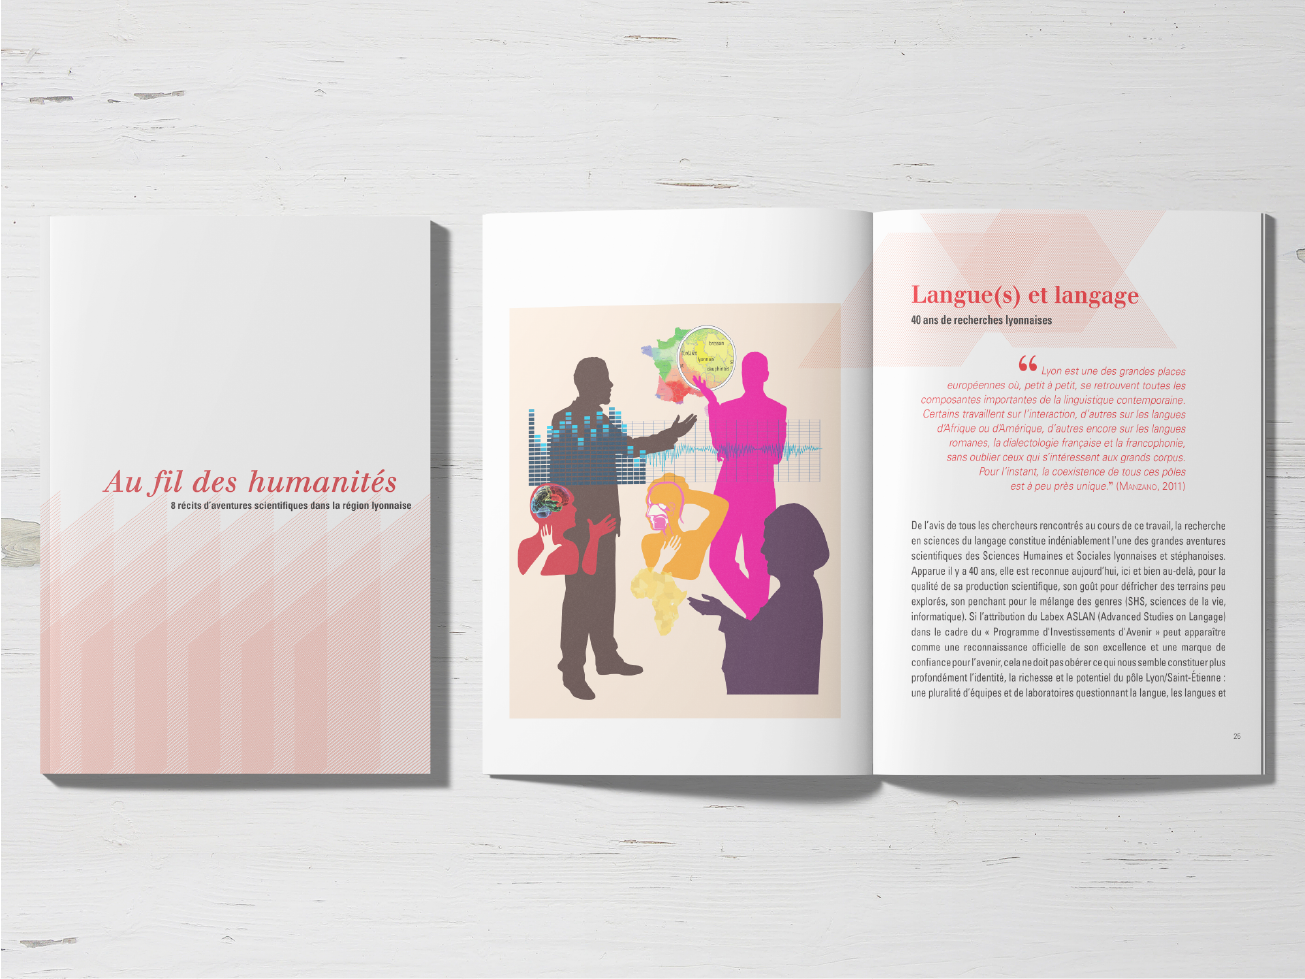 Au fil des humanités
8 récits d'aventures scientifiques dans la région lyonnaise
lyonnais
Langue(s) et langage
40 ans de recherches lyonnaises
“ Lyon est une des grandes places
européennes où, petit à petit, se retrouvent toutes les
composantes importantes de la linguistique contemporaine.
Certains travaillent sur l'interaction, d'autres sur les langues
d'Afrique ou d'Amérique, d'autres encore sur les langues
romanes, la dialectologie française et la francophonie,
sans oublier ceux qui s'intéressent aux grands corpus.
Pour l'instant, la coexistence de tous ces pôles
est à peu près unique.” (MANZANO, 2011)
De l'avis de tous les chercheurs rencontrés au cours de ce travail, la recherche
en sciences du langage constitue indéniablement l'une des grandes aventures
scientifiques des Sciences Humaines et Sociales lyonnaises et stéphanoises.
Apparue il y a 40 ans, elle est reconnue aujourd'hui, ici et bien au-delà, pour la
qualité de sa production scientifique, son goût pour défricher des terrains peu
explorés, son penchant pour le mélange des genres (SHS, sciences de la vie,
informatique). Si l'attribution du Labex ASLAN (Advanced Studies on Langage)
dans le cadre du « Programme d'Investissements d'Avenir » peut apparaître
comme une reconnaissance officielle de son excellence et une marque de
confiance pour l'avenir, cela ne doit pas obérer ce qui nous semble constituer plus
profondément l'identité, la richesse et le potentiel du pôle Lyon/Saint-Étienne :
une pluralité d'équipes et de laboratoires questionnant la langue, les langues et
25